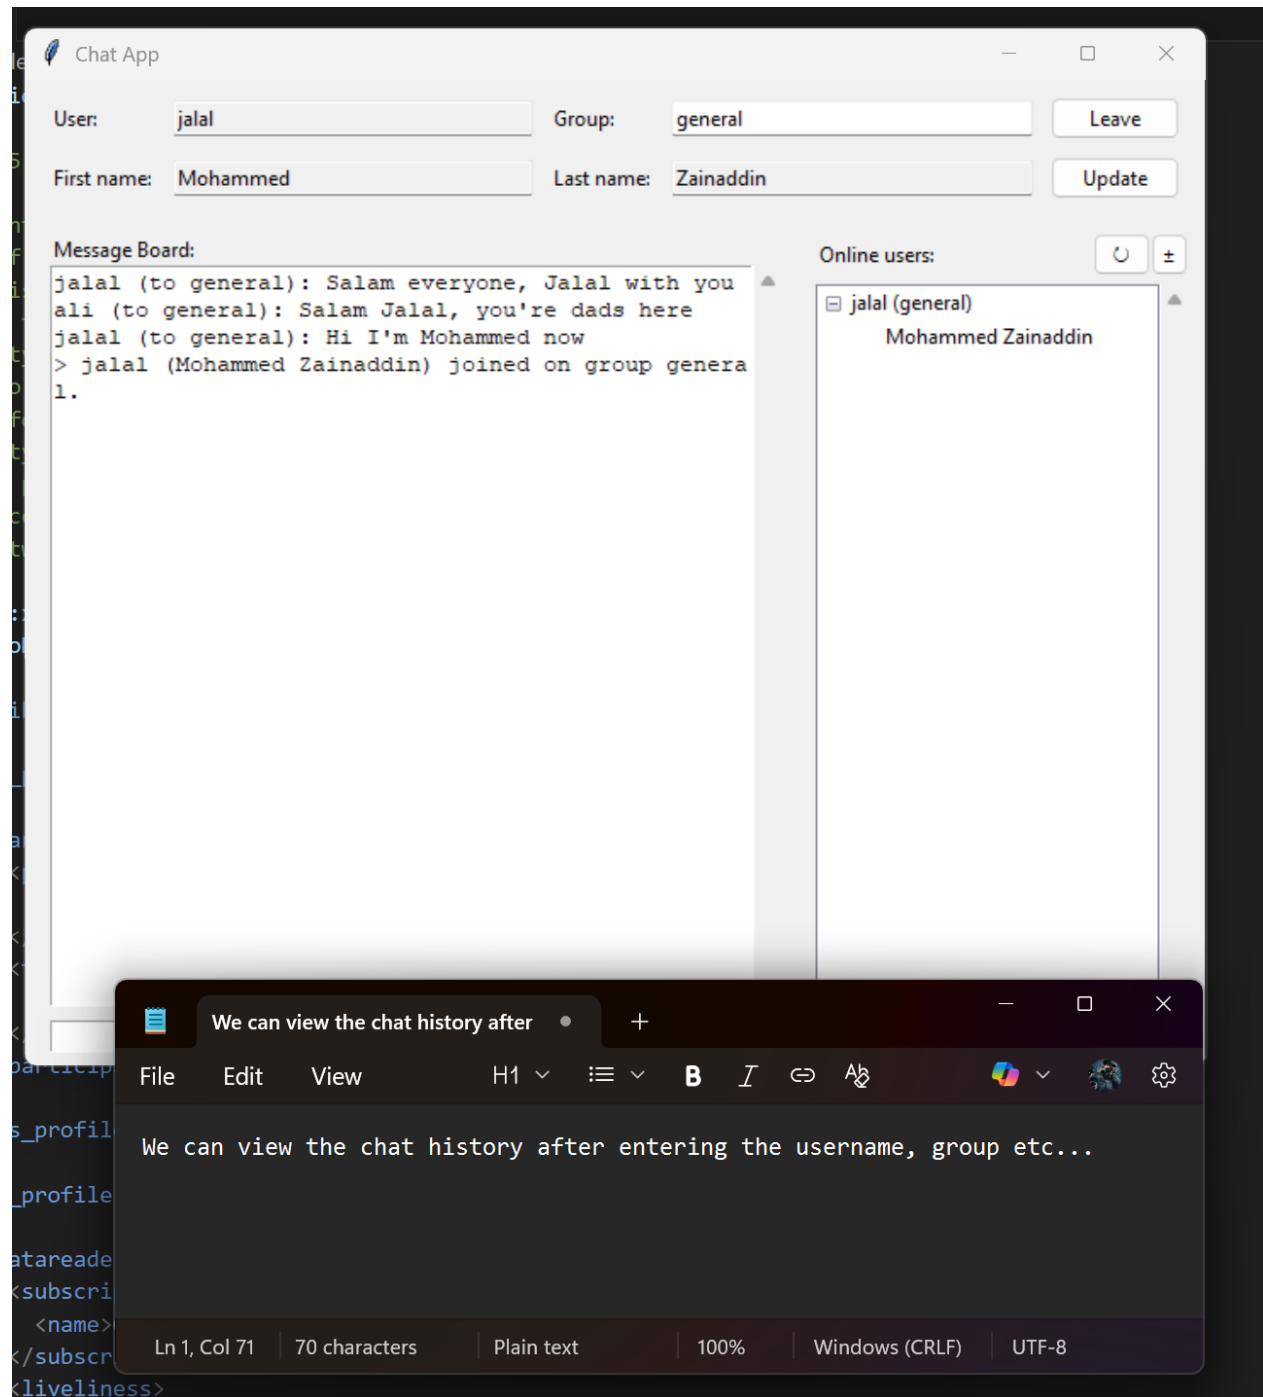 Chat App
User: jalal Group: general Leave
First name: Mohammed Last name: Zainaddin Update
Message Board:
Online users: ±
jalal (to general): Salam everyone, Jalal with you
ali (to general): Salam Jalal, you're dads here
jalal (to general): Hi I'm Mohammed now
> jalal (Mohammed Zainaddin) joined on group genera
l.
jalal (general)
Mohammed Zainaddin
We can view the chat history after
File Edit View H1 B I
We can view the chat history after entering the username, group etc...
Ln 1, Col 71 70 characters Plain text 100% Windows (CRLF) UTF-8
particip
s_profil
_profile
atareade
<subscri
<name>
</subscr
<liveliness>